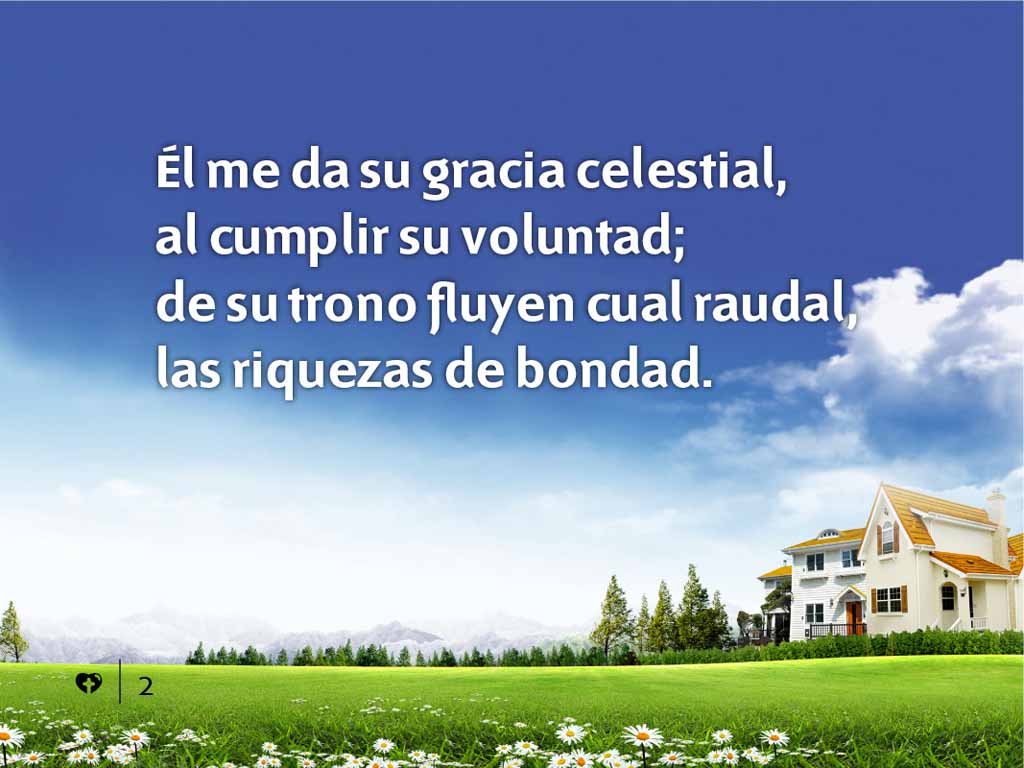 Él me da su gracia celestial,
al cumplir su voluntad;
de su trono fluyen cual raudal,
las riquezas de bondad.
2